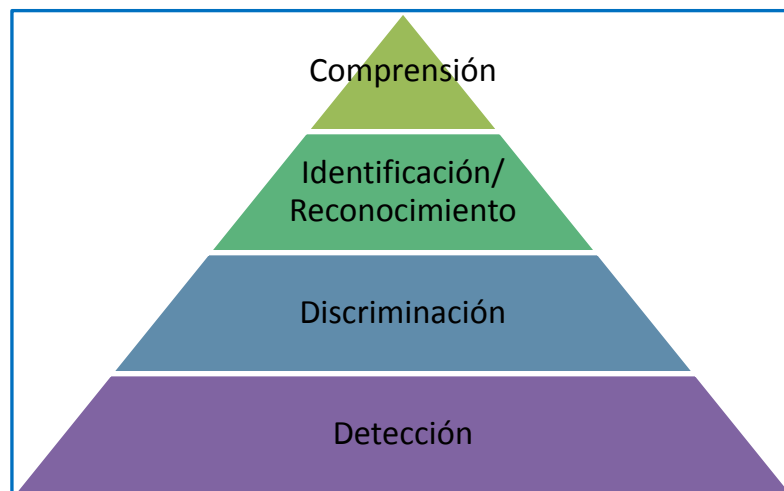 Comprensión
Identificación/
Reconocimiento
Discriminación
Detección